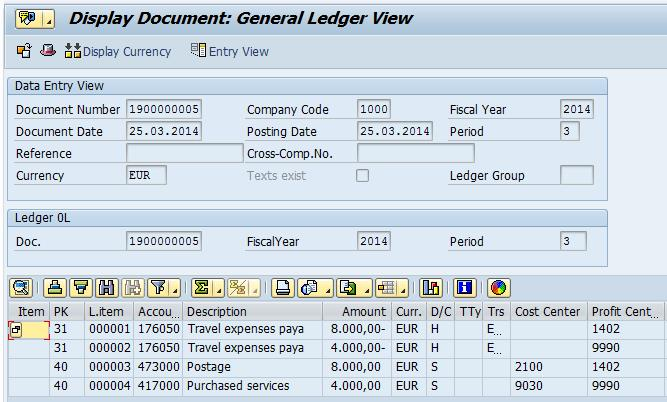 Display Document: General Ledger View
Display Currency Entry View
Data Entry View
Document Number 1900000005 Company Code 1000 Fiscal Year 2014
Document Date 25.03.2014 Posting Date 25.03.2014 Period 3
Reference Cross-Comp.No.
Currency EUR Texts exist Ledger Group
Ledger 0L
Doc. 1900000005 FiscalYear 2014 Period 3
Item PK L.item Accou.. Description Amount Curr. D/C TTy Trs Cost Center Profit Cent...
31 000001 176050 Travel expenses paya 8.000,00- EUR H E... 1402
31 000002 176050 Travel expenses paya 4.000,00- EUR H E... 9990
40 000003 473000 Postage 8.000,00 EUR S 2100 1402
40 000004 417000 Purchased services 4.000,00 EUR S 9030 9990